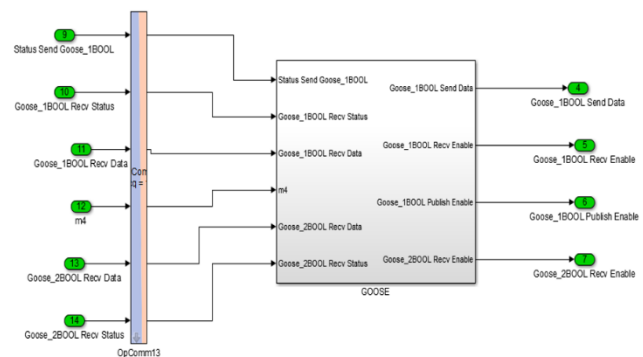 9
Status Send Goose_1BOOL
10
Goose_1BOOL Recv Status
11
Goose_1BOOL Recv Data
12
m4
13
Goose_2BOOL Recv Data
14
Goose_2BOOL Recv Status
Com
q =
OpComm13
Status Send Goose_1BOOL
Goose_1BOOL Recv Status
Goose_1BOOL Recv Data
m4
Goose_2BOOL Recv Data
Goose_2BOOL Recv Status
Goose_1BOOL Send Data
Goose_1BOOL Recv Enable
Goose_1BOOL Publish Enable
Goose_2BOOL Recv Enable
GOOSE
4
Goose_1BOOL Send Data
5
Goose_1BOOL Recv Enable
6
Goose_1BOOL Publish Enable
7
Goose_2BOOL Recv Enable